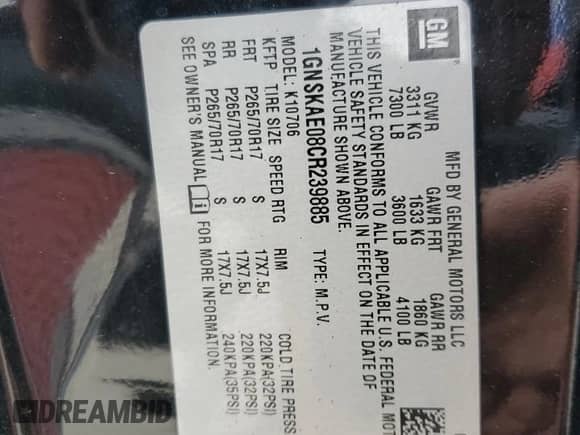 GM
MFD BY GENERAL MOTORS LLC
GVWR GAWR FRT GAWR RR
3311 KG 1633 KG 1860 KG
7300 LB 3600 LB 4100 LB
THIS VEHICLE CONFORMS TO ALL APPLICABLE U.S. FEDERAL MOT
VEHICLE SAFETY STANDARDS IN EFFECT ON THE DATE OF
MANUFACTURE SHOWN ABOVE.
1GNSKAE08CR239885 TYPE: M.P.V.
MODEL: K10706
KFTP TIRE SIZE SPEED RTG RIM COLD TIRE PRESS
FRT P265/70R17 S 17X7.5J 220KPA(32PSI)
RR P265/70R17 S 17X7.5J 220KPA(32PSI)
SPA P265/70R17 S 17X7.5J 240KPA(35PSI)
SEE OWNER'S MANUAL i FOR MORE INFORMATION.
DREAMBID